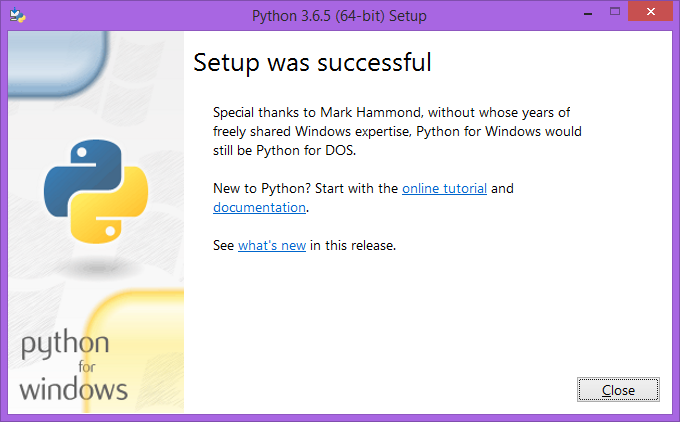 Python 3.6.5 (64-bit) Setup
Setup was successful
Special thanks to Mark Hammond, without whose years of
freely shared Windows expertise, Python for Windows would
still be Python for DOS.
New to Python? Start with the online tutorial and
documentation.
See what's new in this release.
python
for
windows
Close